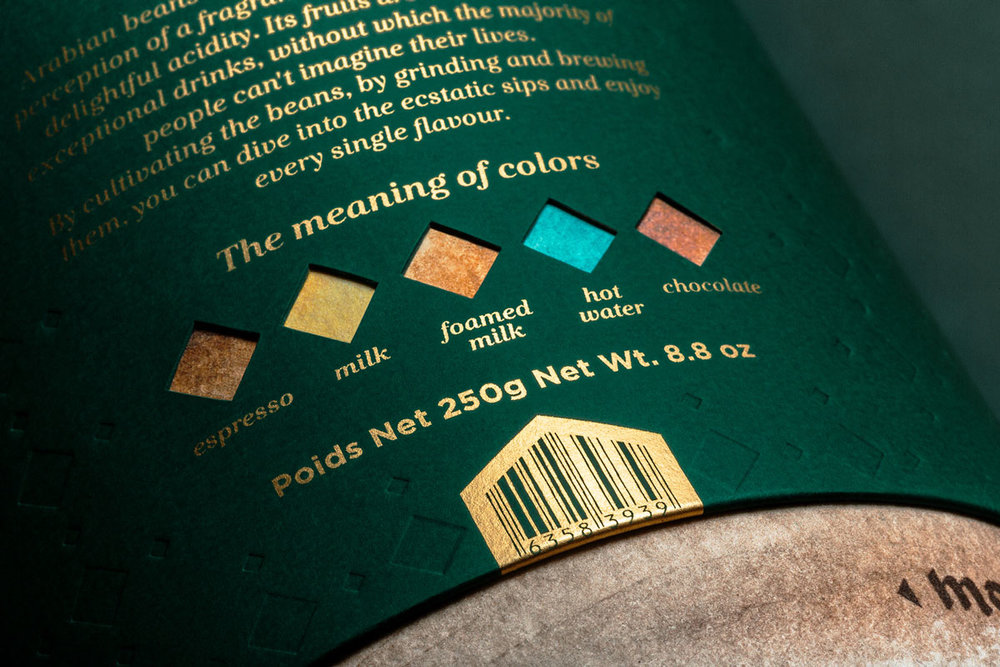 Arabian beans
perception of a fragra
delightful acidity. Its fruits a
exceptional drinks, without which the majority of
people can't imagine their lives.
By cultivating the beans, by grinding and brewing
them, you can dive into the ecstatic sips and enjoy
every single flavour.
The meaning of colors
espresso
milk
foamed
milk
hot
water
chocolate
Poids Net 250g Net Wt. 8.8 oz
6358 3939